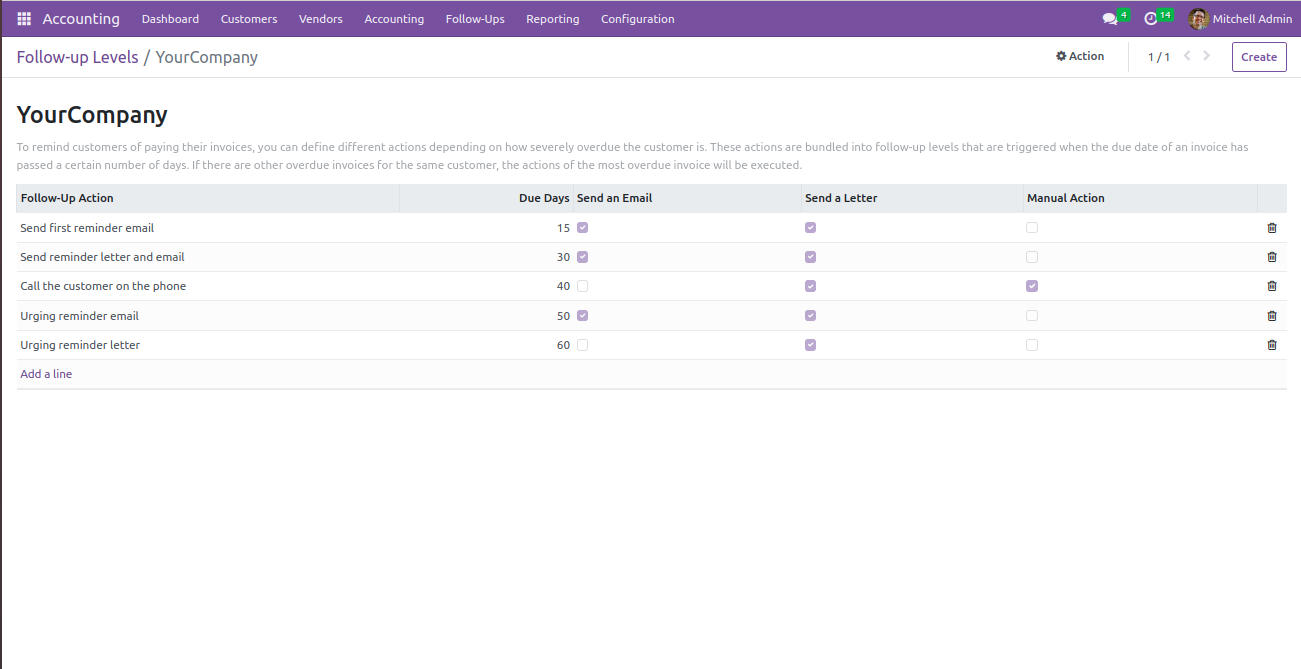 Accounting Dashboard Customers Vendors Accounting Follow-Ups Reporting Configuration 4 14 Mitchell Admin
Follow-up Levels / YourCompany Action 1 / 1 Create
YourCompany
To remind customers of paying their invoices, you can define different actions depending on how severely overdue the customer is. These actions are bundled into follow-up levels that are triggered when the due date of an invoice has
passed a certain number of days. If there are other overdue invoices for the same customer, the actions of the most overdue invoice will be executed.
Follow-Up Action Due Days Send an Email Send a Letter Manual Action
Send first reminder email 15
Send reminder letter and email 30
Call the customer on the phone 40
Urging reminder email 50
Urging reminder letter 60
Add a line